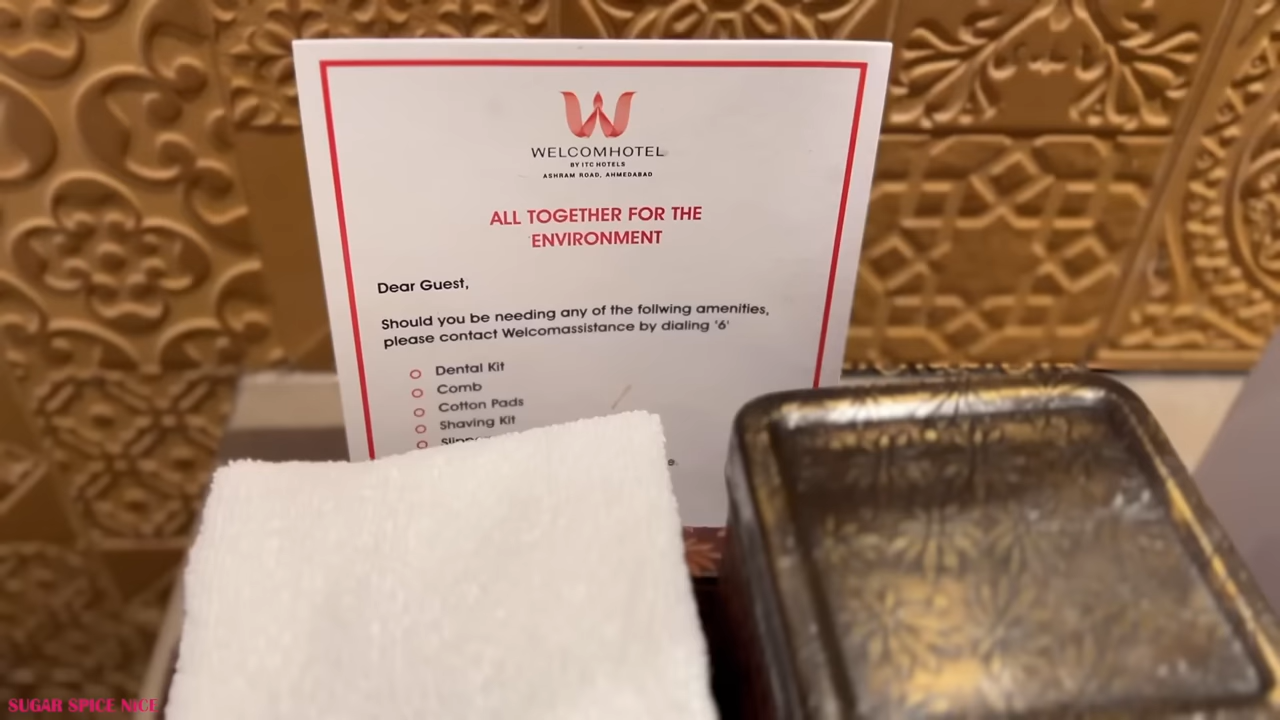 WELCOMHOTEL
BY ITC HOTELS
ASHRAM ROAD, AHMEDABAD
ALL TOGETHER FOR THE
ENVIRONMENT
Dear Guest,
Should you be needing any of the follwing amenities,
please contact Welcomassistance by dialing '6'
Dental Kit
Comb
Cotton Pads
Shaving Kit
SUGAR SPICE NICE